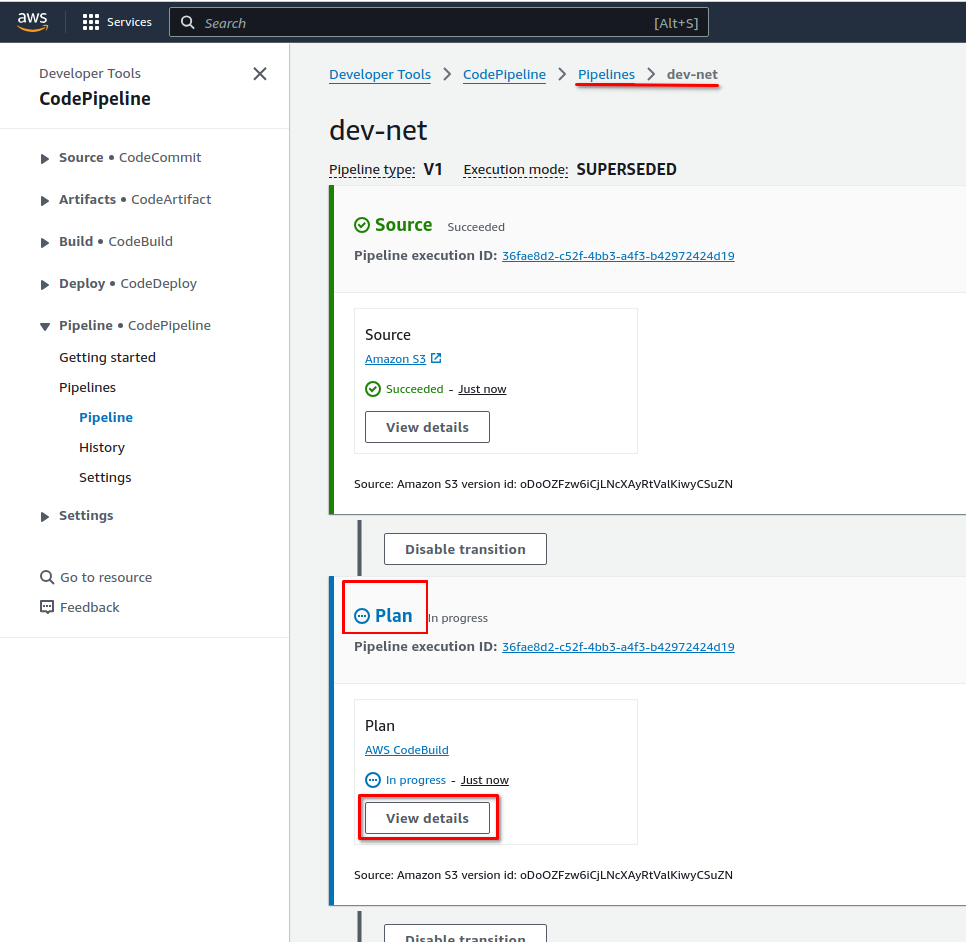 aws
Services
Search
[Alt+S]
Developer Tools
CodePipeline
Source • CodeCommit
Artifacts • CodeArtifact
Build • CodeBuild
Deploy • CodeDeploy
Pipeline • CodePipeline
Getting started
Pipelines
Pipeline
History
Settings
Settings
Go to resource
Feedback
Developer Tools > CodePipeline > Pipelines > dev-net
dev-net
Pipeline type: V1 Execution mode: SUPERSEDED
Source Succeeded
Pipeline execution ID: 36fae8d2-c52f-4bb3-a4f3-b42972424d19
Source
Amazon S3
Succeeded - Just now
View details
Source: Amazon S3 version id: oDoOZFzw6iCjLNcXAyRtValKiwyCSuZN
Disable transition
Plan In progress
Pipeline execution ID: 36fae8d2-c52f-4bb3-a4f3-b42972424d19
Plan
AWS CodeBuild
In progress - Just now
View details
Source: Amazon S3 version id: oDoOZFzw6iCjLNcXAyRtValKiwyCSuZN
Disable transition